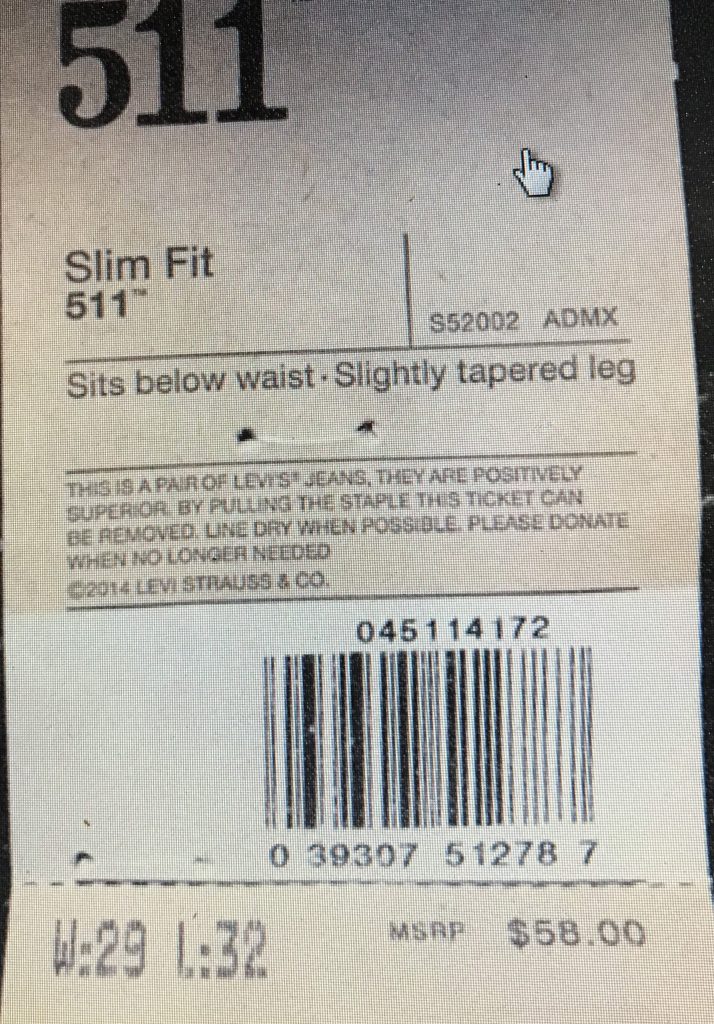 511
Slim Fit
511™
S52002 ADMX
Sits below waist · Slightly tapered leg
THIS IS A PAIR OF LEVI'S® JEANS, THEY ARE POSITIVELY
SUPERIOR. BY PULLING THE STAPLE THIS TICKET CAN
BE REMOVED. LINE DRY WHEN POSSIBLE. PLEASE DONATE
WHEN NO LONGER NEEDED
©2014 LEVI STRAUSS & CO.
045114172
0 39307 51278 7
W:29 L:32
MSRP $58.00